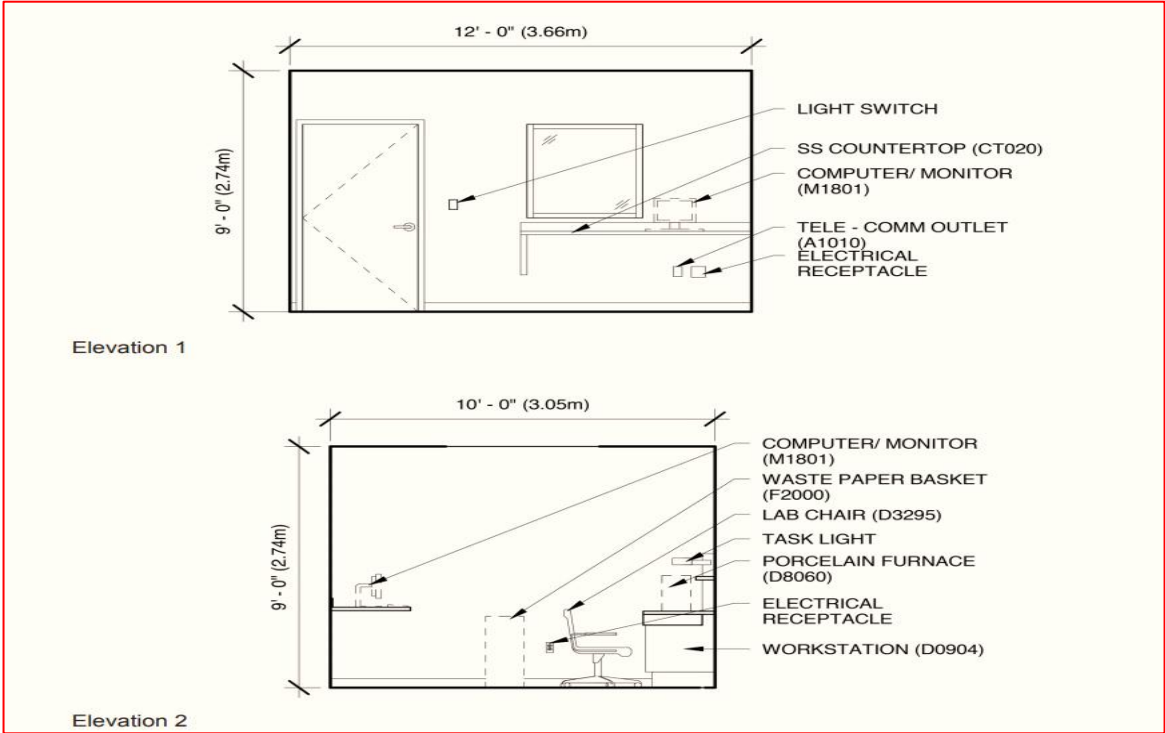 12' - 0" (3.66m)
9' - 0" (2.74m)
LIGHT SWITCH
SS COUNTERTOP (CT020)
COMPUTER/ MONITOR
(M1801)
TELE - COMM OUTLET
(A1010)
ELECTRICAL
RECEPTACLE
Elevation 1
10' - 0" (3.05m)
9' - 0" (2.74m)
COMPUTER/ MONITOR
(M1801)
WASTE PAPER BASKET
(F2000)
LAB CHAIR (D3295)
TASK LIGHT
PORCELAIN FURNACE
(D8060)
ELECTRICAL
RECEPTACLE
WORKSTATION (D0904)
Elevation 2